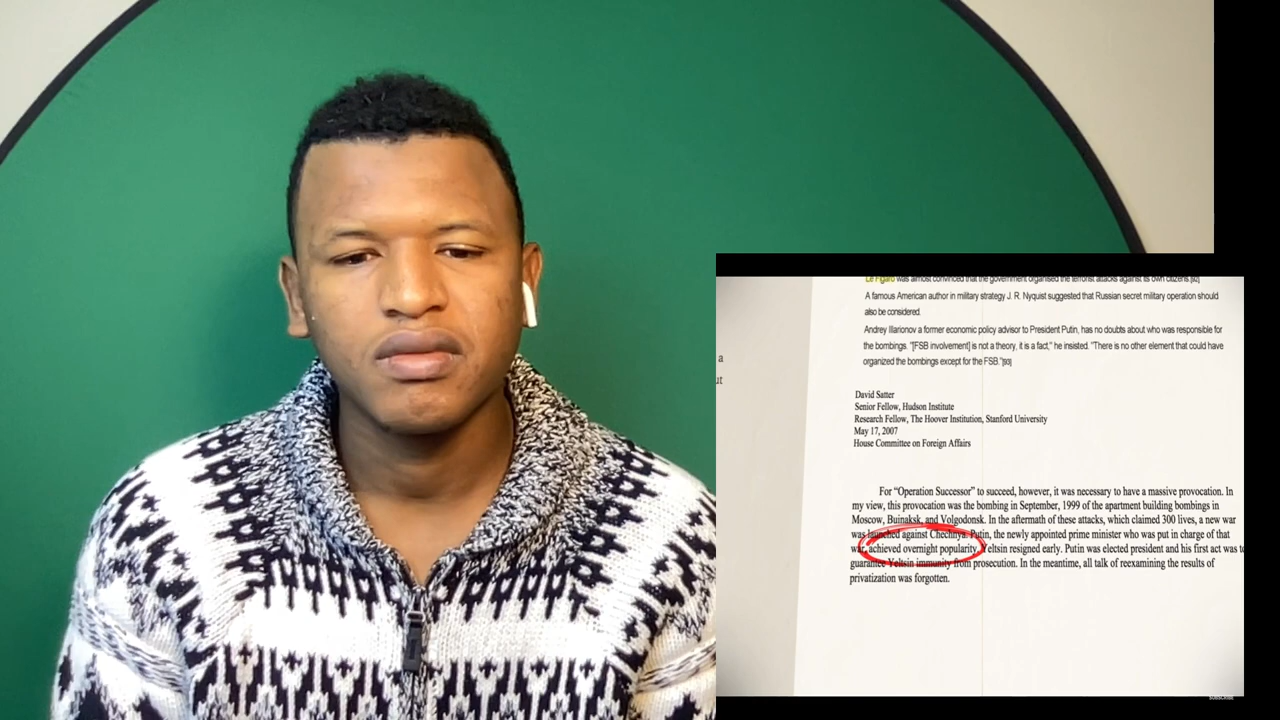 Le Figaro was almost convinced that the government organised the terrorist attacks against its own citizens.[92]
A famous American author in military strategy J. R. Nyquist suggested that Russian secret military operation should
also be considered.
Andrey Illarionov a former economic policy advisor to President Putin, has no doubts about who was responsible for
the bombings. "[FSB involvement] is not a theory, it is a fact," he insisted. "There is no other element that could have
organized the bombings except for the FSB."[93]
a
ut
David Satter
Senior Fellow, Hudson Institute
Research Fellow, The Hoover Institution, Stanford University
May 17, 2007
House Committee on Foreign Affairs
For “Operation Successor” to succeed, however, it was necessary to have a massive provocation. In
my view, this provocation was the bombing in September, 1999 of the apartment building bombings in
Moscow, Buinaksk, and Volgodonsk. In the aftermath of these attacks, which claimed 300 lives, a new war
was launched against Chechnya. Putin, the newly appointed prime minister who was put in charge of that
war, achieved overnight popularity. Yeltsin resigned early. Putin was elected president and his first act was to
guarantee Yeltsin immunity from prosecution. In the meantime, all talk of reexamining the results of
privatization was forgotten.
SUBSCRIBE